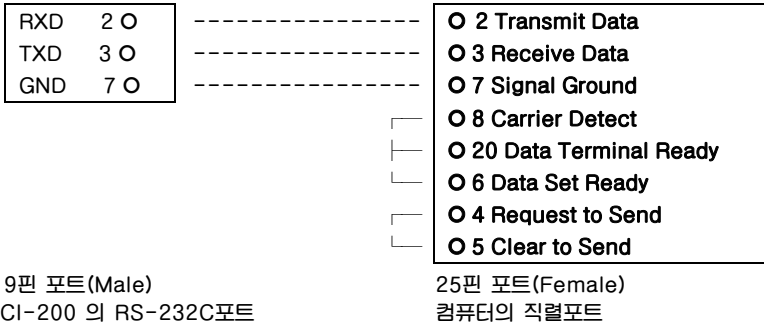 RXD 2 O ---------------- O 2 Transmit Data
TXD 3 O ---------------- O 3 Receive Data
GND 7 O ---------------- O 7 Signal Ground
O 8 Carrier Detect
O 20 Data Terminal Ready
O 6 Data Set Ready
O 4 Request to Send
O 5 Clear to Send
9핀 포트(Male) 25핀 포트(Female)
CI-200 의 RS-232C포트 컴퓨터의 직렬포트